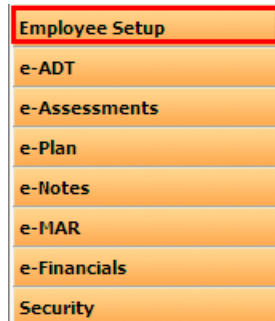 Employee Setup
e-ADT
e-Assessments
e-Plan
e-Notes
e-MAR
e-Financials
Security